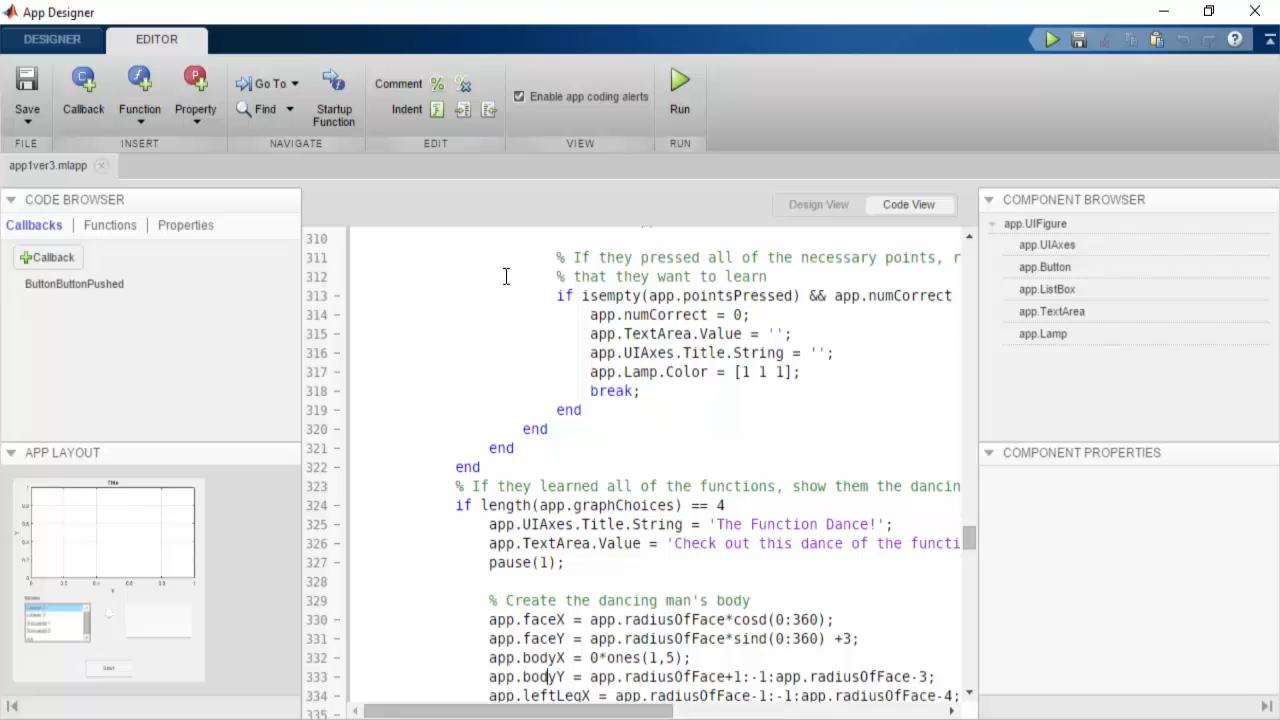 App Designer
DESIGNER
EDITOR
Save
Callback
Function
Property
Go To
Find
Startup
Function
Comment
Indent
Enable app coding alerts
Run
FILE
INSERT
NAVIGATE
EDIT
VIEW
RUN
app1ver3.mlapp
CODE BROWSER
Callbacks
Functions
Properties
Callback
ButtonButtonPushed
APP LAYOUT
Title
Start
Design View
Code View
310
311 % If they pressed all of the necessary points, r
312 % that they want to learn
313 if isempty(app.pointsPressed) && app.numCorrect
314 app.numCorrect = 0;
315 app.TextArea.Value = '';
316 app.UIAxes.Title.String = '';
317 app.Lamp.Color = [1 1 1];
318 break;
319 end
320 end
321 end
322 end
323 % If they learned all of the functions, show them the dancin
324 if length(app.graphChoices) == 4
325 app.UIAxes.Title.String = 'The Function Dance!';
326 app.TextArea.Value = 'Check out this dance of the functi
327 pause(1);
328
329 % Create the dancing man's body
330 app.faceX = app.radiusOfFace*cosd(0:360);
331 app.faceY = app.radiusOfFace*sind(0:360) +3;
332 app.bodyX = 0*ones(1,5);
333 app.bodyY = app.radiusOfFace+1:-1:app.radiusOfFace-3;
334 app.leftLegX = app.radiusOfFace-1:-1:app.radiusOfFace-4;
335
COMPONENT BROWSER
app.UIFigure
app.UIAxes
app.Button
app.ListBox
app.TextArea
app.Lamp
COMPONENT PROPERTIES